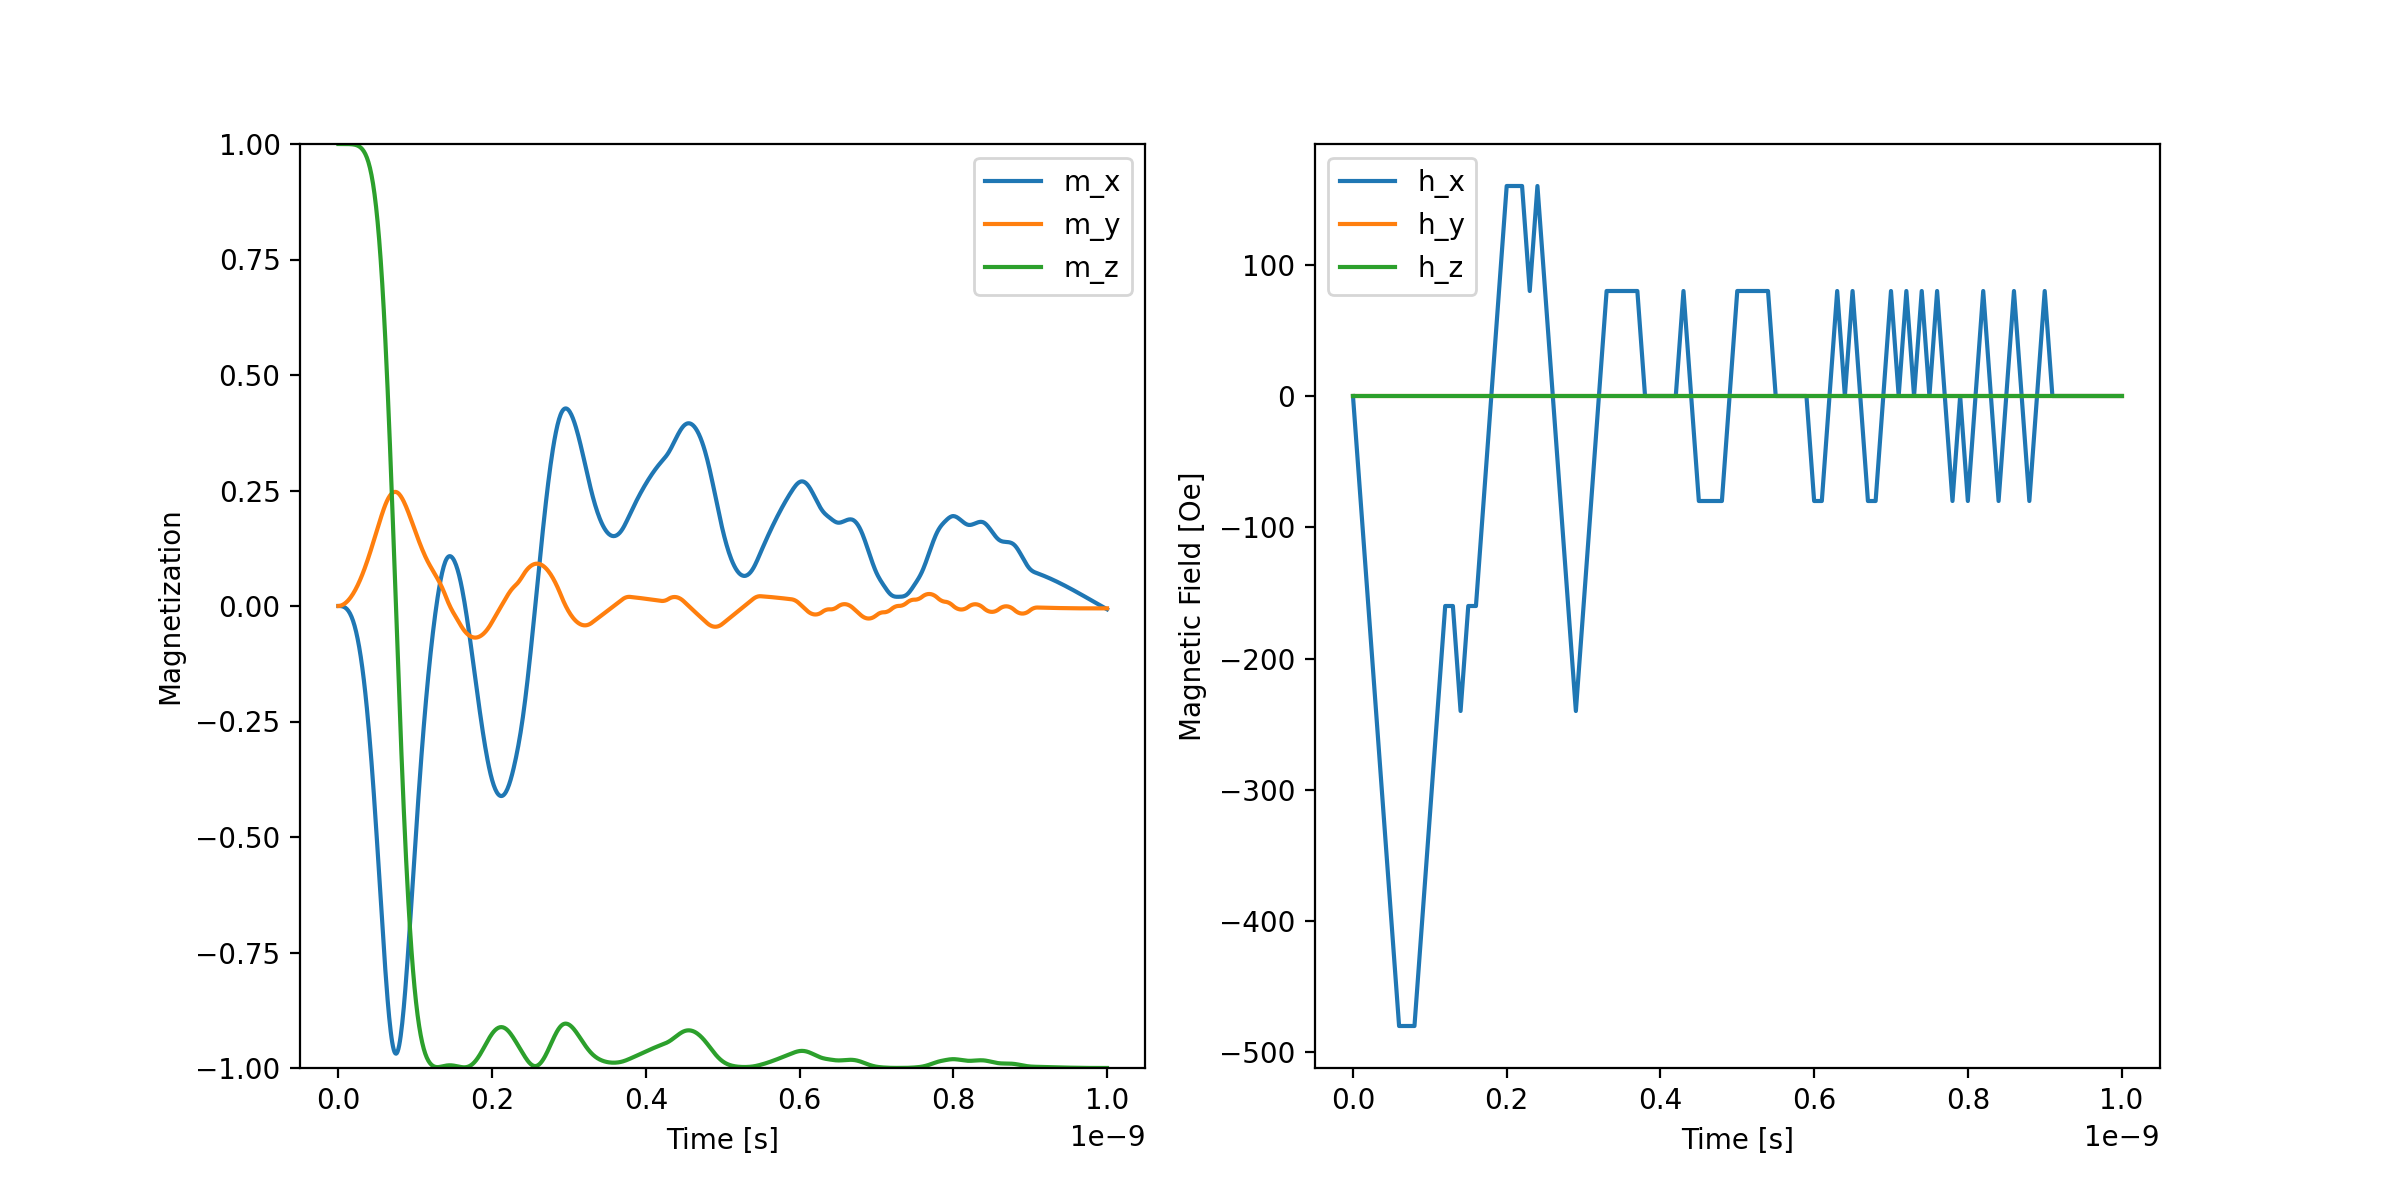 Magnetization
1.00
0.75
0.50
0.25
0.00
−0.25
−0.50
−0.75
−1.00
m_x
m_y
m_z
0.0 0.2 0.4 0.6 0.8 1.0
1e−9
Time [s]
Magnetic Field [Oe]
100
0
−100
−200
−300
−400
−500
h_x
h_y
h_z
0.0 0.2 0.4 0.6 0.8 1.0
1e−9
Time [s]